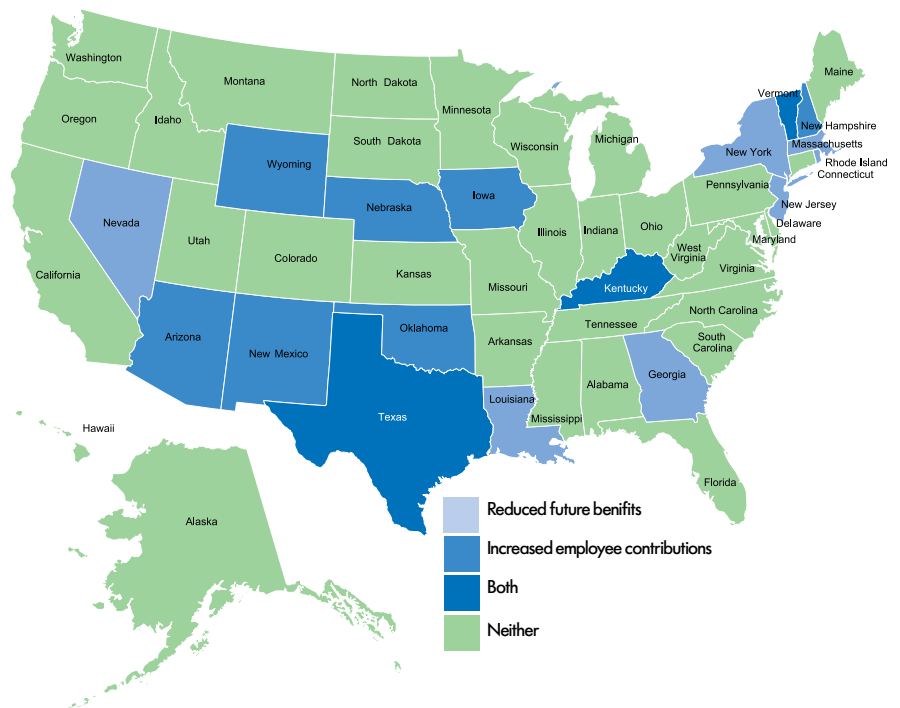 Washington
Montana
North Dakota
Minnesota
Maine
Oregon
Idaho
South Dakota
Wisconsin
Michigan
Vermont
New Hampshire
Massachusetts
New York
Rhode Island
Connecticut
Wyoming
Nebraska
Iowa
Pennsylvania
New Jersey
Nevada
Utah
Colorado
Kansas
Illinois
Indiana
Ohio
West
Virginia
Delaware
Maryland
Virginia
California
Missouri
Kentucky
North Carolina
Arizona
New Mexico
Oklahoma
Arkansas
Tennessee
South
Carolina
Texas
Louisiana
Mississippi
Alabama
Georgia
Hawaii
Florida
Alaska
Reduced future benifits
Increased employee contributions
Both
Neither